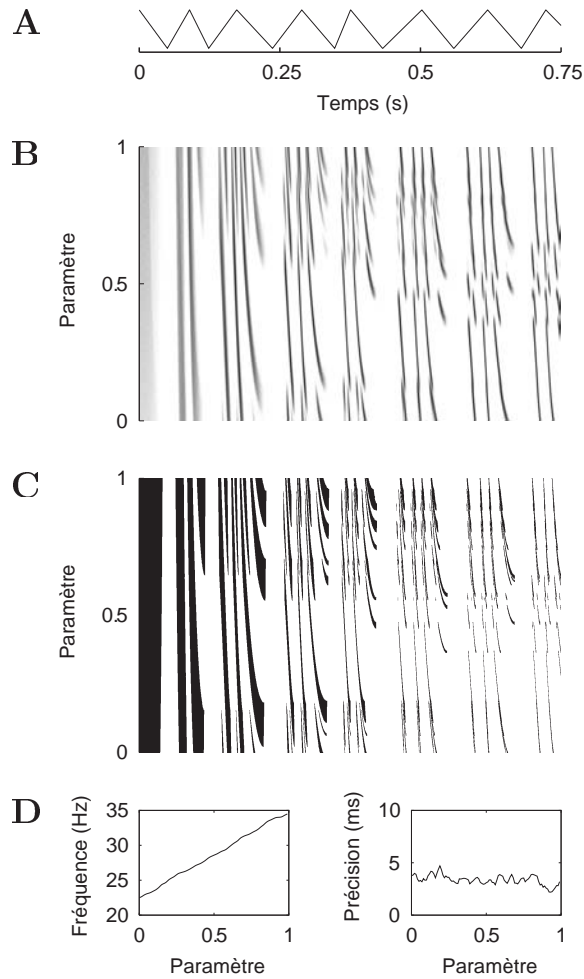 A
0 0.25 0.5 0.75
Temps (s)
B
1
0.5
0
Paramètre
C
1
0.5
0
Paramètre
D
35
30
25
20
Fréquence (Hz)
0 0.5 1
Paramètre
10
5
0
Précision (ms)
0 0.5 1
Paramètre